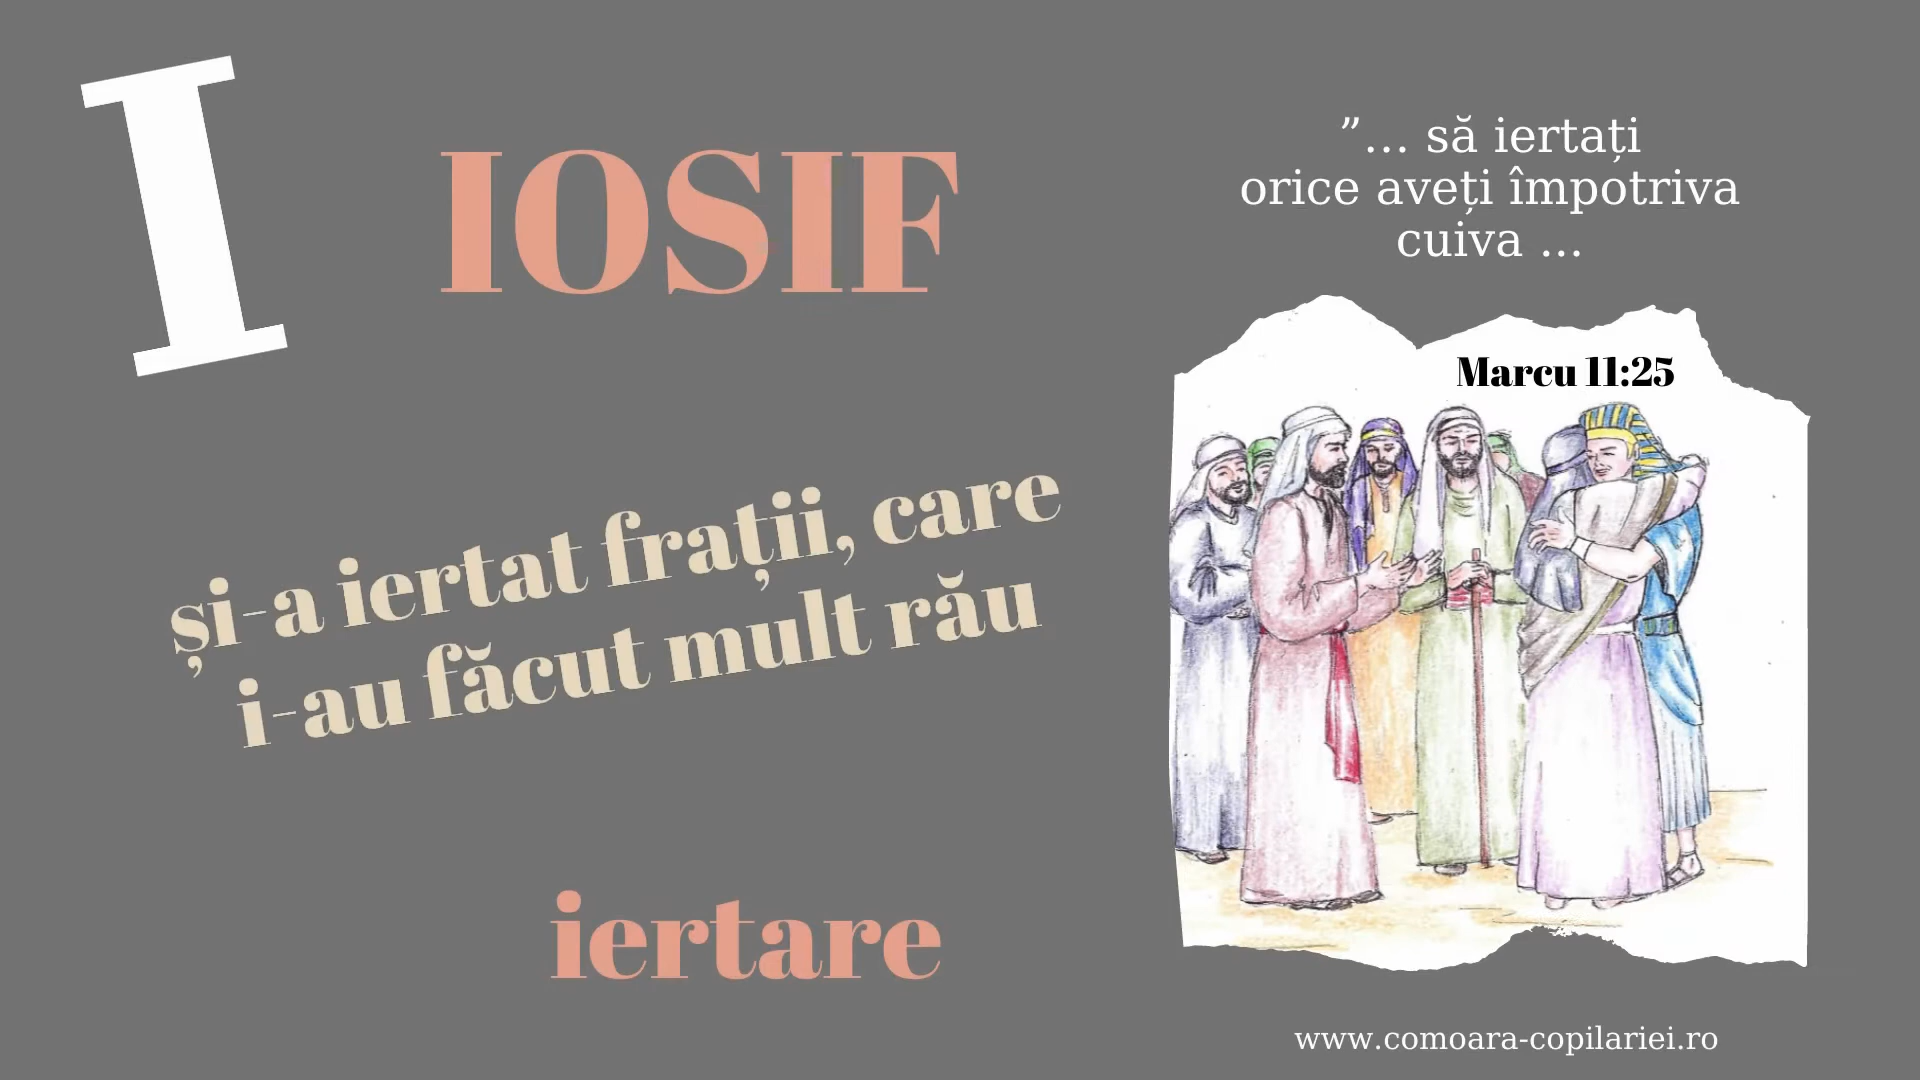 I
IOSIF
și-a iertat frații, care
i-au făcut mult rău
iertare
”... să iertați
orice aveți împotriva
cuiva ...
Marcu 11:25
www.comoara-copilariei.ro